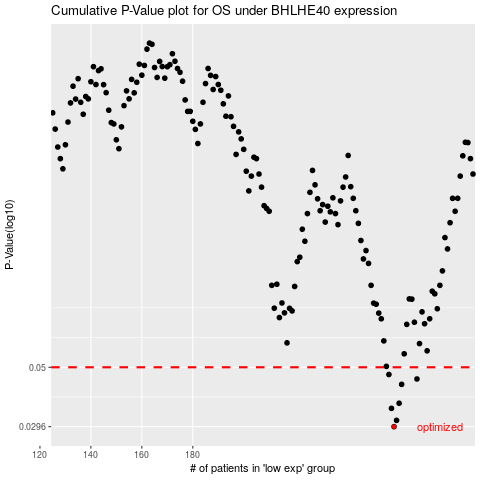 Cumulative P-Value plot for OS under BHLHE40 expression
P-Value(log10)
0.05
0.0296
optimized
120 140 160 180
# of patients in 'low exp' group